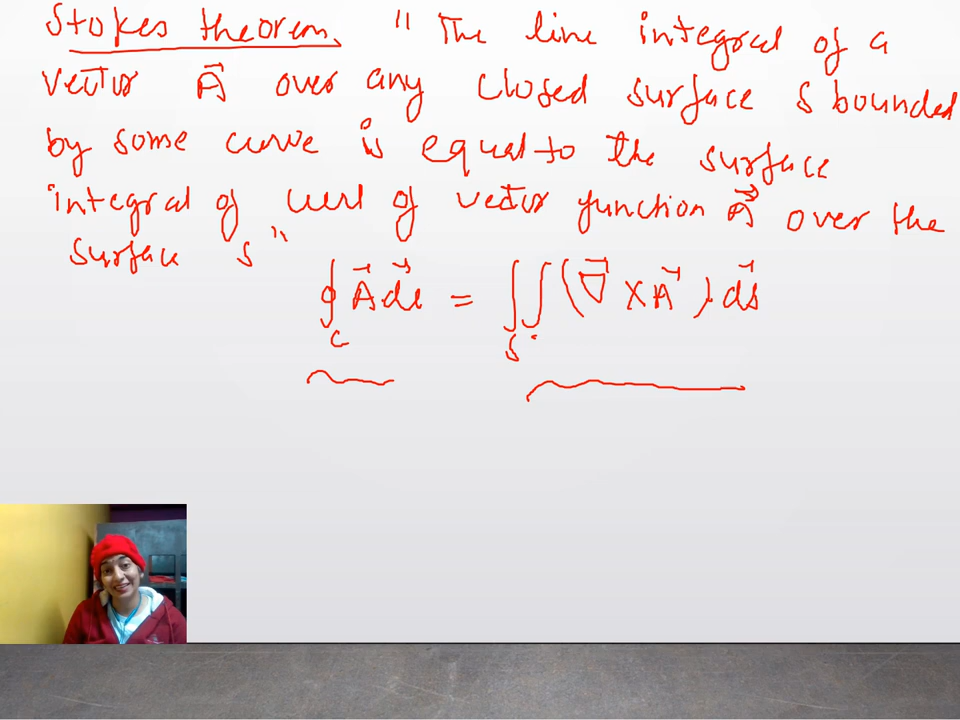 Stokes theorem. " The line integral of a
vector A⃗ over any closed surface S bounded
by some curve is equal to the surface
integral of curl of vector function A⃗ over the
surface S "
∮ A⃗ dl⃗ = ∬ (∇⃗ × A⃗ ) . ds⃗
C S